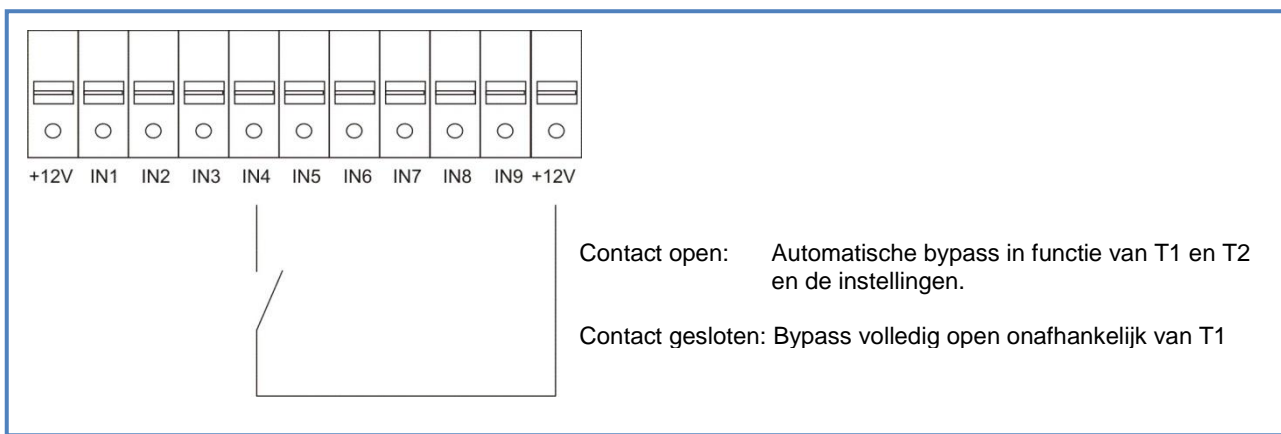 +12V IN1 IN2 IN3 IN4 IN5 IN6 IN7 IN8 IN9 +12V
Contact open: Automatische bypass in functie van T1 en T2
en de instellingen.
Contact gesloten: Bypass volledig open onafhankelijk van T1